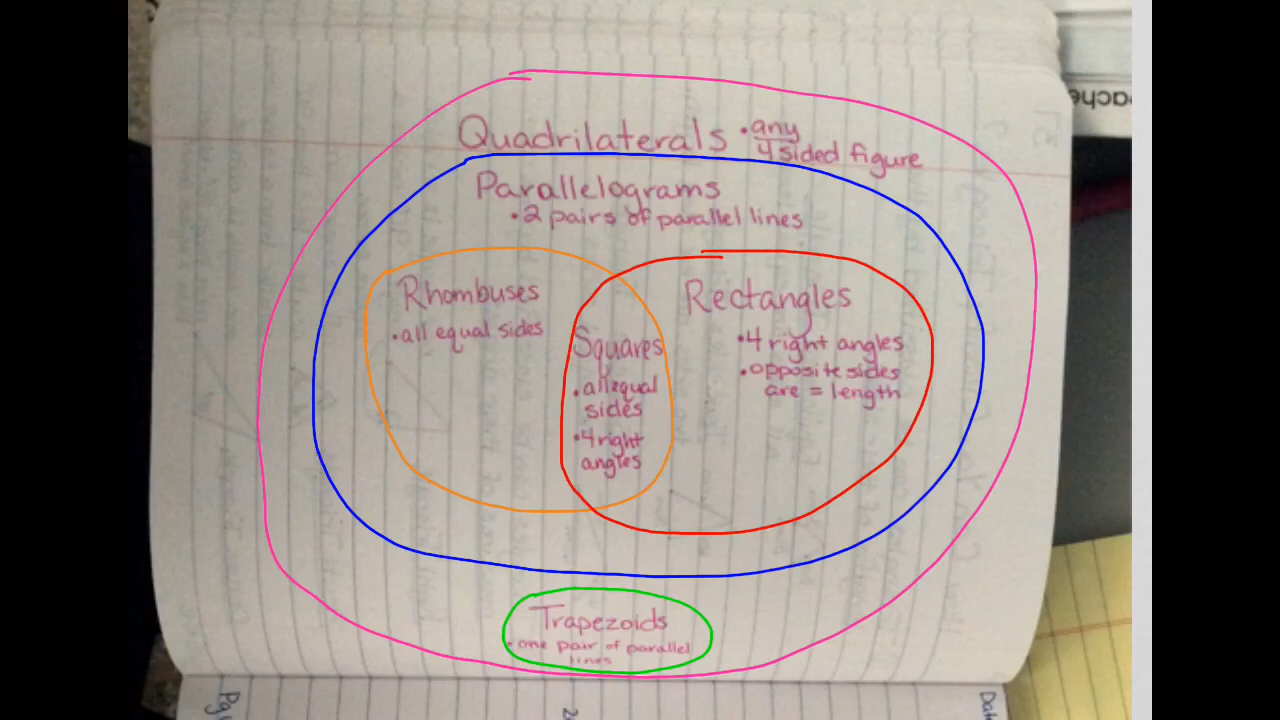 Quadrilaterals • any
4 sided figure
Parallelograms
• 2 pairs of parallel lines
Rhombuses
• all equal sides
Squares
• all equal
sides
• 4 right
angles
Rectangles
• 4 right angles
• opposite sides
are = length
Trapezoids
• one pair of parallel
lines